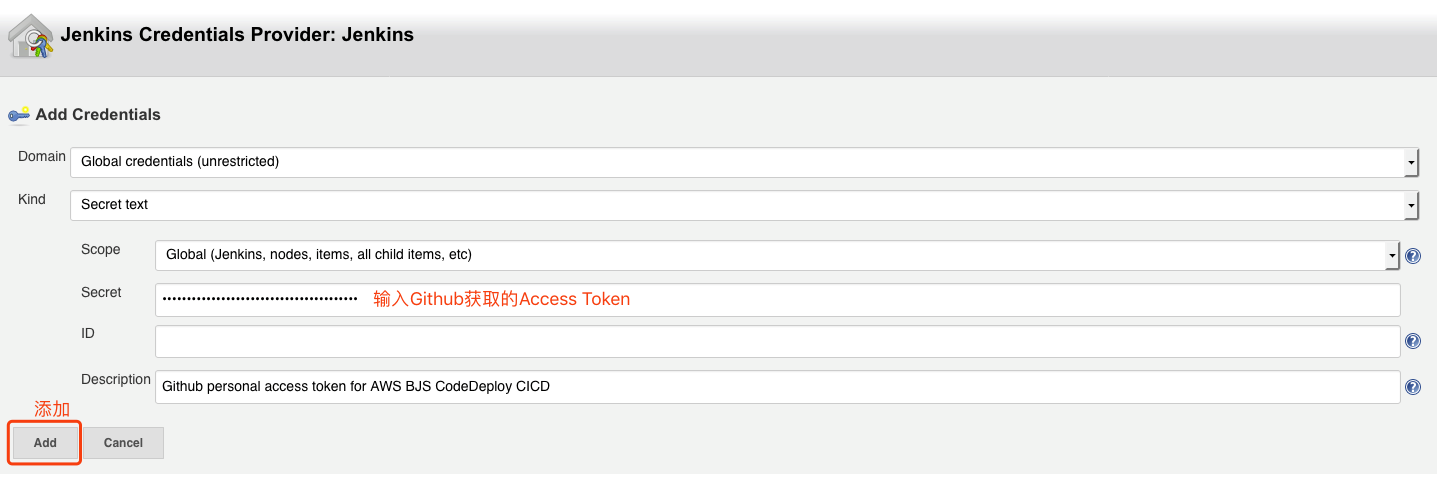 Jenkins Credentials Provider: Jenkins
Add Credentials
Domain Global credentials (unrestricted)
Kind Secret text
Scope Global (Jenkins, nodes, items, all child items, etc)
Secret •••••••••••••••••••••••••••••••••••••••• 输入Github获取的Access Token
ID
Description Github personal access token for AWS BJS CodeDeploy CICD
添加
Add Cancel